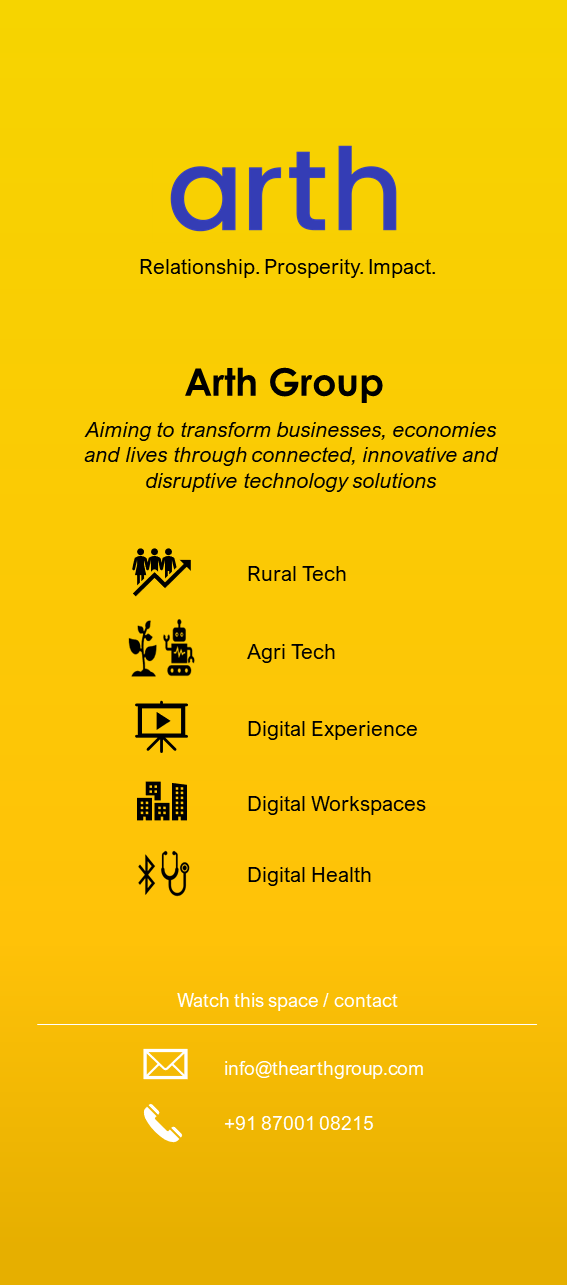 arth
Relationship. Prosperity. Impact.
Arth Group
Aiming to transform businesses, economies
and lives through connected, innovative and
disruptive technology solutions
Rural Tech
Agri Tech
Digital Experience
Digital Workspaces
Digital Health
Watch this space / contact
info@thearthgroup.com
+91 87001 08215